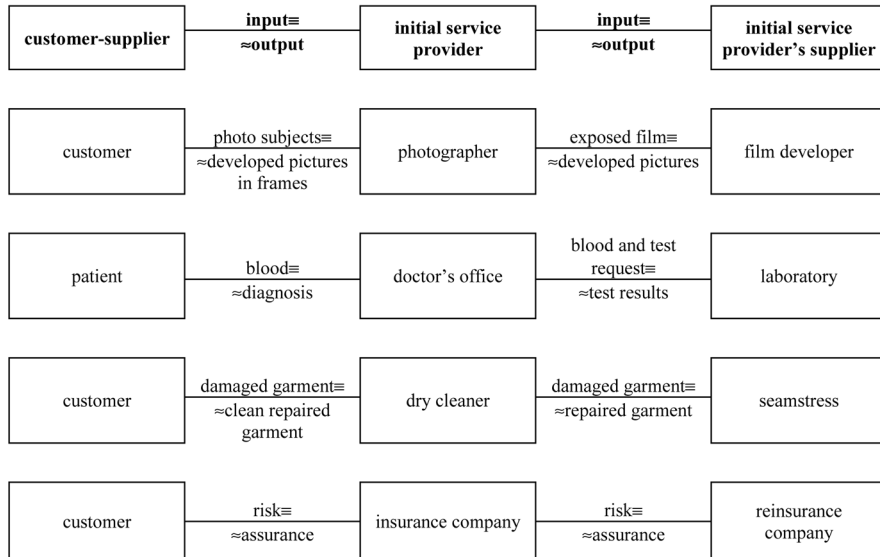 customer-supplier
input≡
≈output
initial service
provider
input≡
≈output
initial service
provider's supplier
customer
photo subjects≡
≈developed pictures
in frames
photographer
exposed film≡
≈developed pictures
film developer
patient
blood≡
≈diagnosis
doctor's office
blood and test
request≡
≈test results
laboratory
customer
damaged garment≡
≈clean repaired
garment
dry cleaner
damaged garment≡
≈repaired garment
seamstress
customer
risk≡
≈assurance
insurance company
risk≡
≈assurance
reinsurance
company